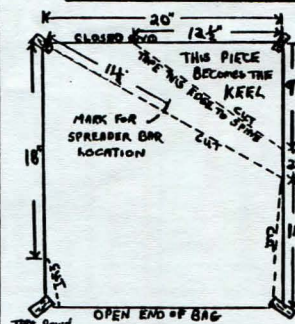 20"
CLOSED END
12½"
THIS PIECE
BECOMES THE
KEEL
TAPE THIS EDGE TO SPINE
CUT
MARK FOR
SPREADER BAR
LOCATION
CUT
18"
CUT
CUT
OPEN END OF BAG